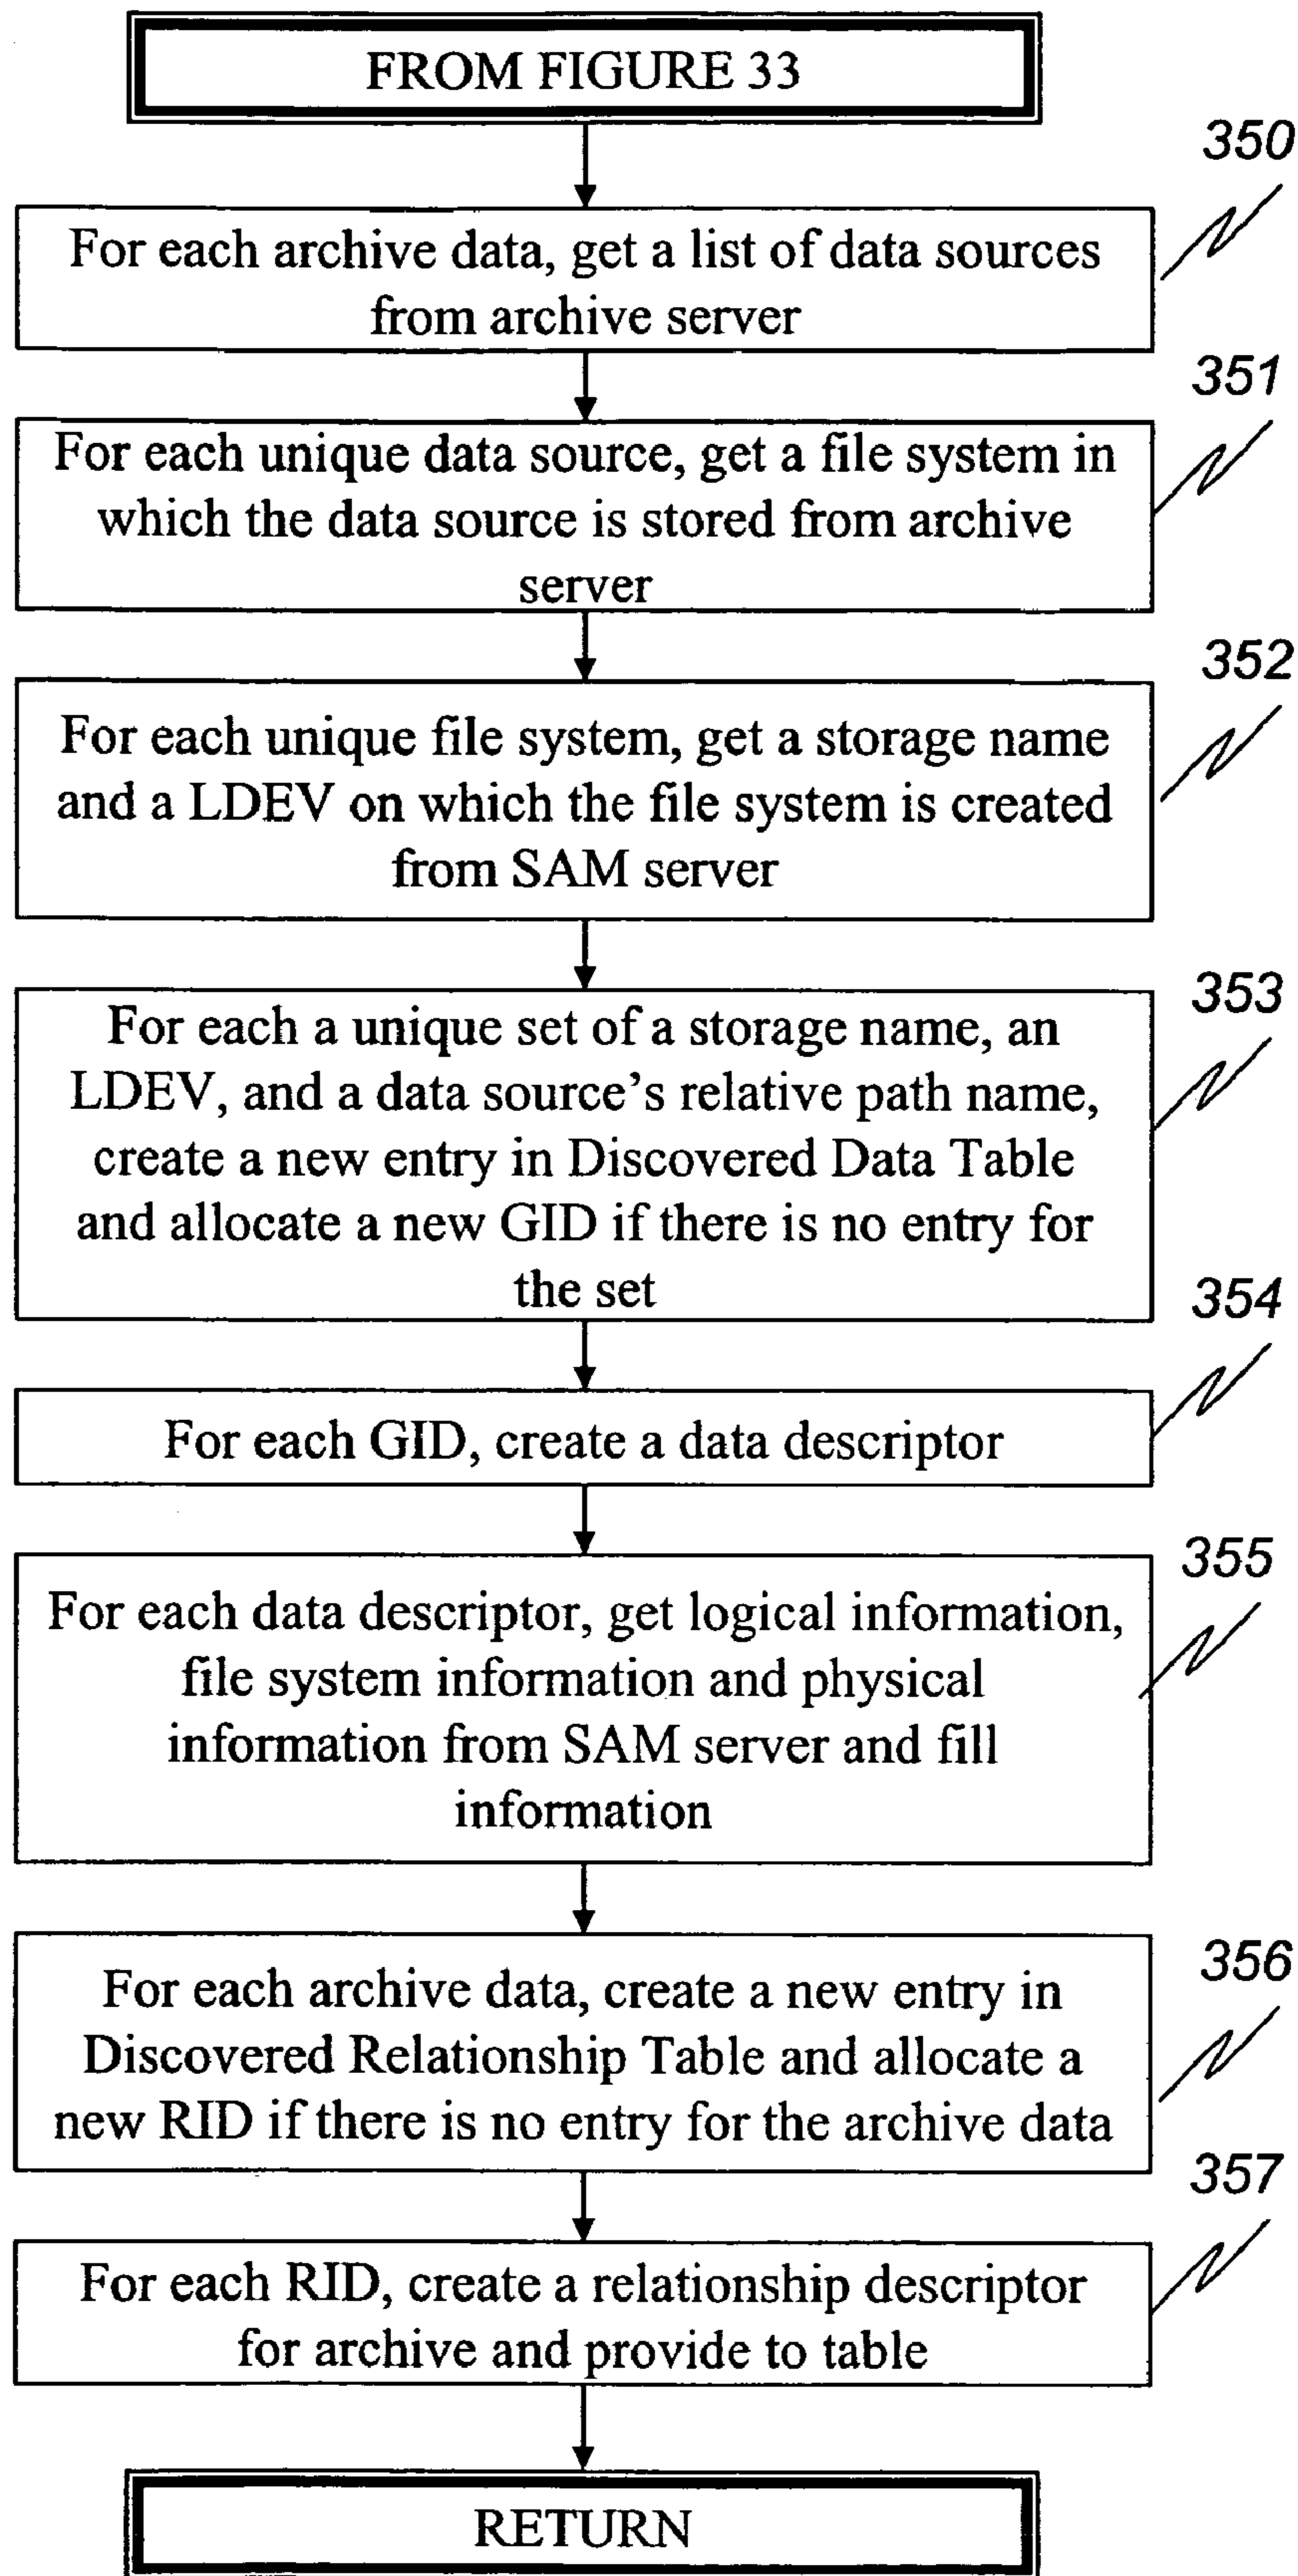 FROM FIGURE 33
350
For each archive data, get a list of data sources
from archive server
351
For each unique data source, get a file system in
which the data source is stored from archive
server
352
For each unique file system, get a storage name
and a LDEV on which the file system is created
from SAM server
353
For each a unique set of a storage name, an
LDEV, and a data source's relative path name,
create a new entry in Discovered Data Table
and allocate a new GID if there is no entry for
the set
354
For each GID, create a data descriptor
355
For each data descriptor, get logical information,
file system information and physical
information from SAM server and fill
information
356
For each archive data, create a new entry in
Discovered Relationship Table and allocate a
new RID if there is no entry for the archive data
357
For each RID, create a relationship descriptor
for archive and provide to table
RETURN